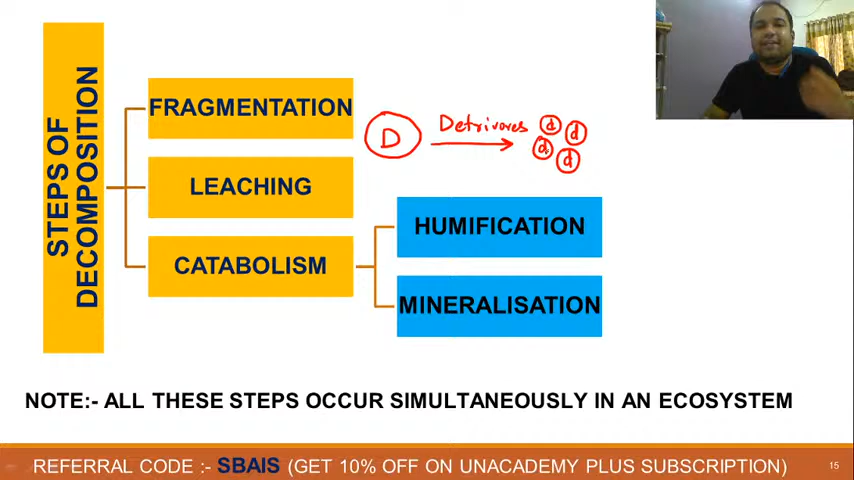 STEPS OF
DECOMPOSITION
FRAGMENTATION
D
Detrivores
d d
d d
LEACHING
CATABOLISM
HUMIFICATION
MINERALISATION
NOTE:- ALL THESE STEPS OCCUR SIMULTANEOUSLY IN AN ECOSYSTEM
REFERRAL CODE :- SBAIS (GET 10% OFF ON UNACADEMY PLUS SUBSCRIPTION)
15